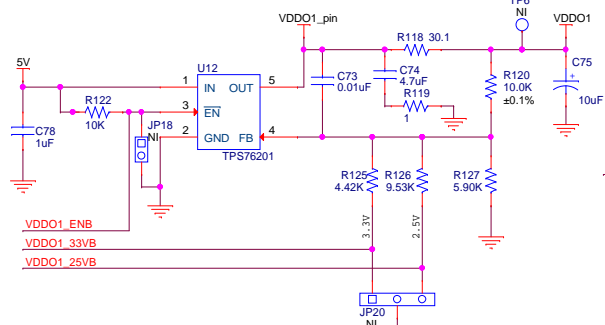 TP6
NI
VDDO1_pin
VDDO1
R118 30.1
5V
U12
C75
10uF
C73
0.01uF
C74
4.7uF
R120
10.0K
±0.1%
1 IN OUT 5
R122
10K
3 EN
R119
1
C78
1uF
JP18
NI
2 GND FB 4
TPS76201
R125
4.42K
R126
9.53K
R127
5.90K
VDDO1_ENB
3.3V
2.5V
VDDO1_33VB
VDDO1_25VB
JP20
NI